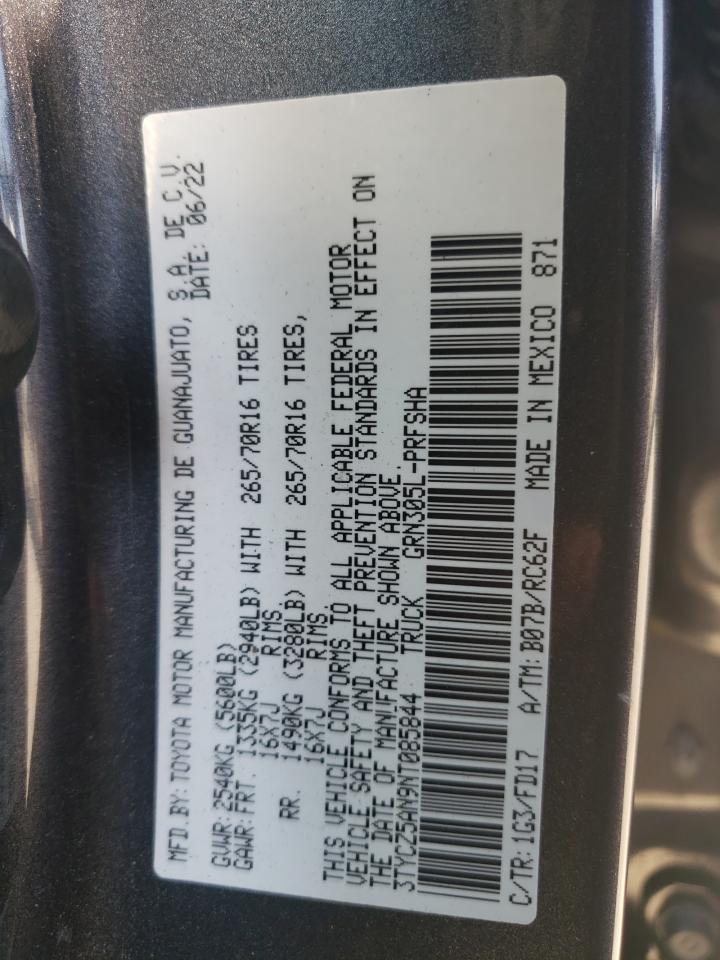 MFD.BY:TOYOTA MOTOR MANUFACTURING DE GUANAJUATO, S.A. DE C.V.
DATE: 06/22
GVWR:2540KG (5600LB)
GAWR:FRT. 1335KG (2940LB) WITH 265/70R16 TIRES
16X7J RIMS
RR. 1490KG (3280LB) WITH 265/70R16 TIRES,
16X7J RIMS.
THIS VEHICLE CONFORMS TO ALL APPLICABLE FEDERAL MOTOR
VEHICLE SAFETY AND THEFT PREVENTION STANDARDS IN EFFECT ON
THE DATE OF MANUFACTURE SHOWN ABOVE.
3TYCZ5AN9NT085844 TRUCK GRN305L-PRFSHA
C/TR:1G3/FD17 A/TM:B07B/RC62F MADE IN MEXICO 871